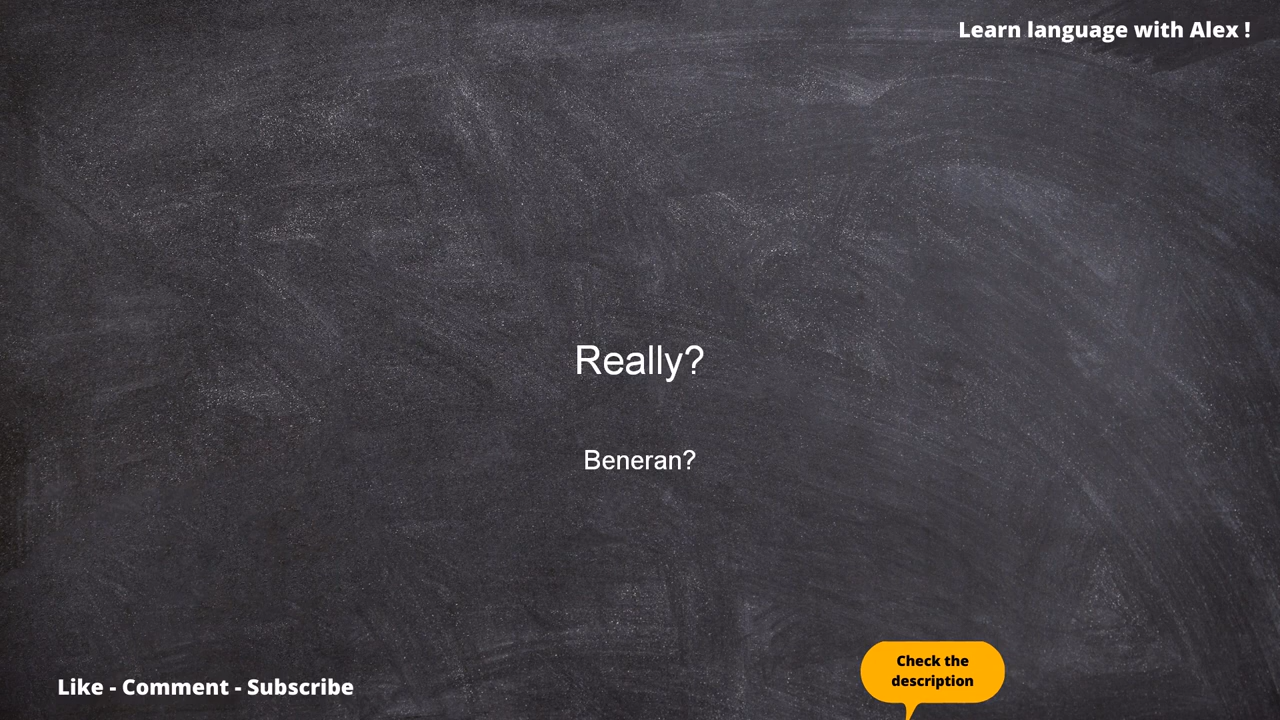 Learn language with Alex !
Really?
Beneran?
Check the
description
Like - Comment - Subscribe